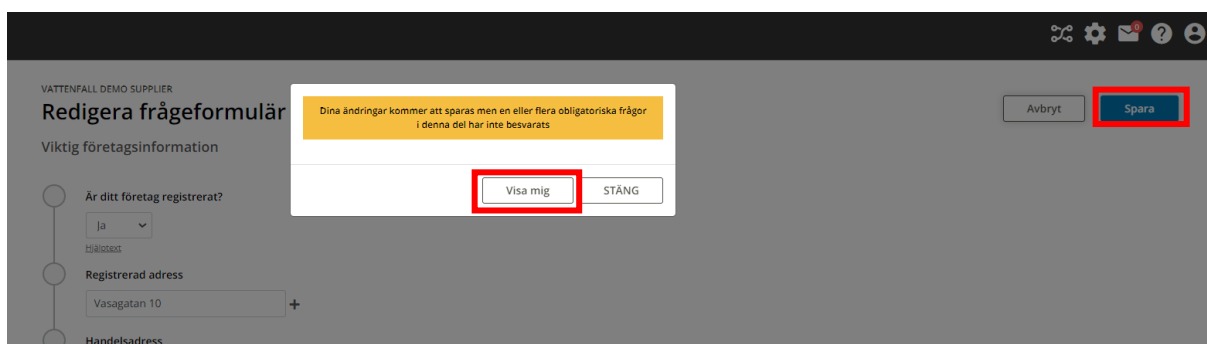 0
VATTENFALL DEMO SUPPLIER
Redigera frågeformulär
Viktig företagsinformation
Dina ändringar kommer att sparas men en eller flera obligatoriska frågor
i denna del har inte besvarats
Visa mig
STÄNG
Avbryt
Spara
Är ditt företag registrerat?
Ja
Hjälptext
Registrerad adress
Vasagatan 10
Handelsadress